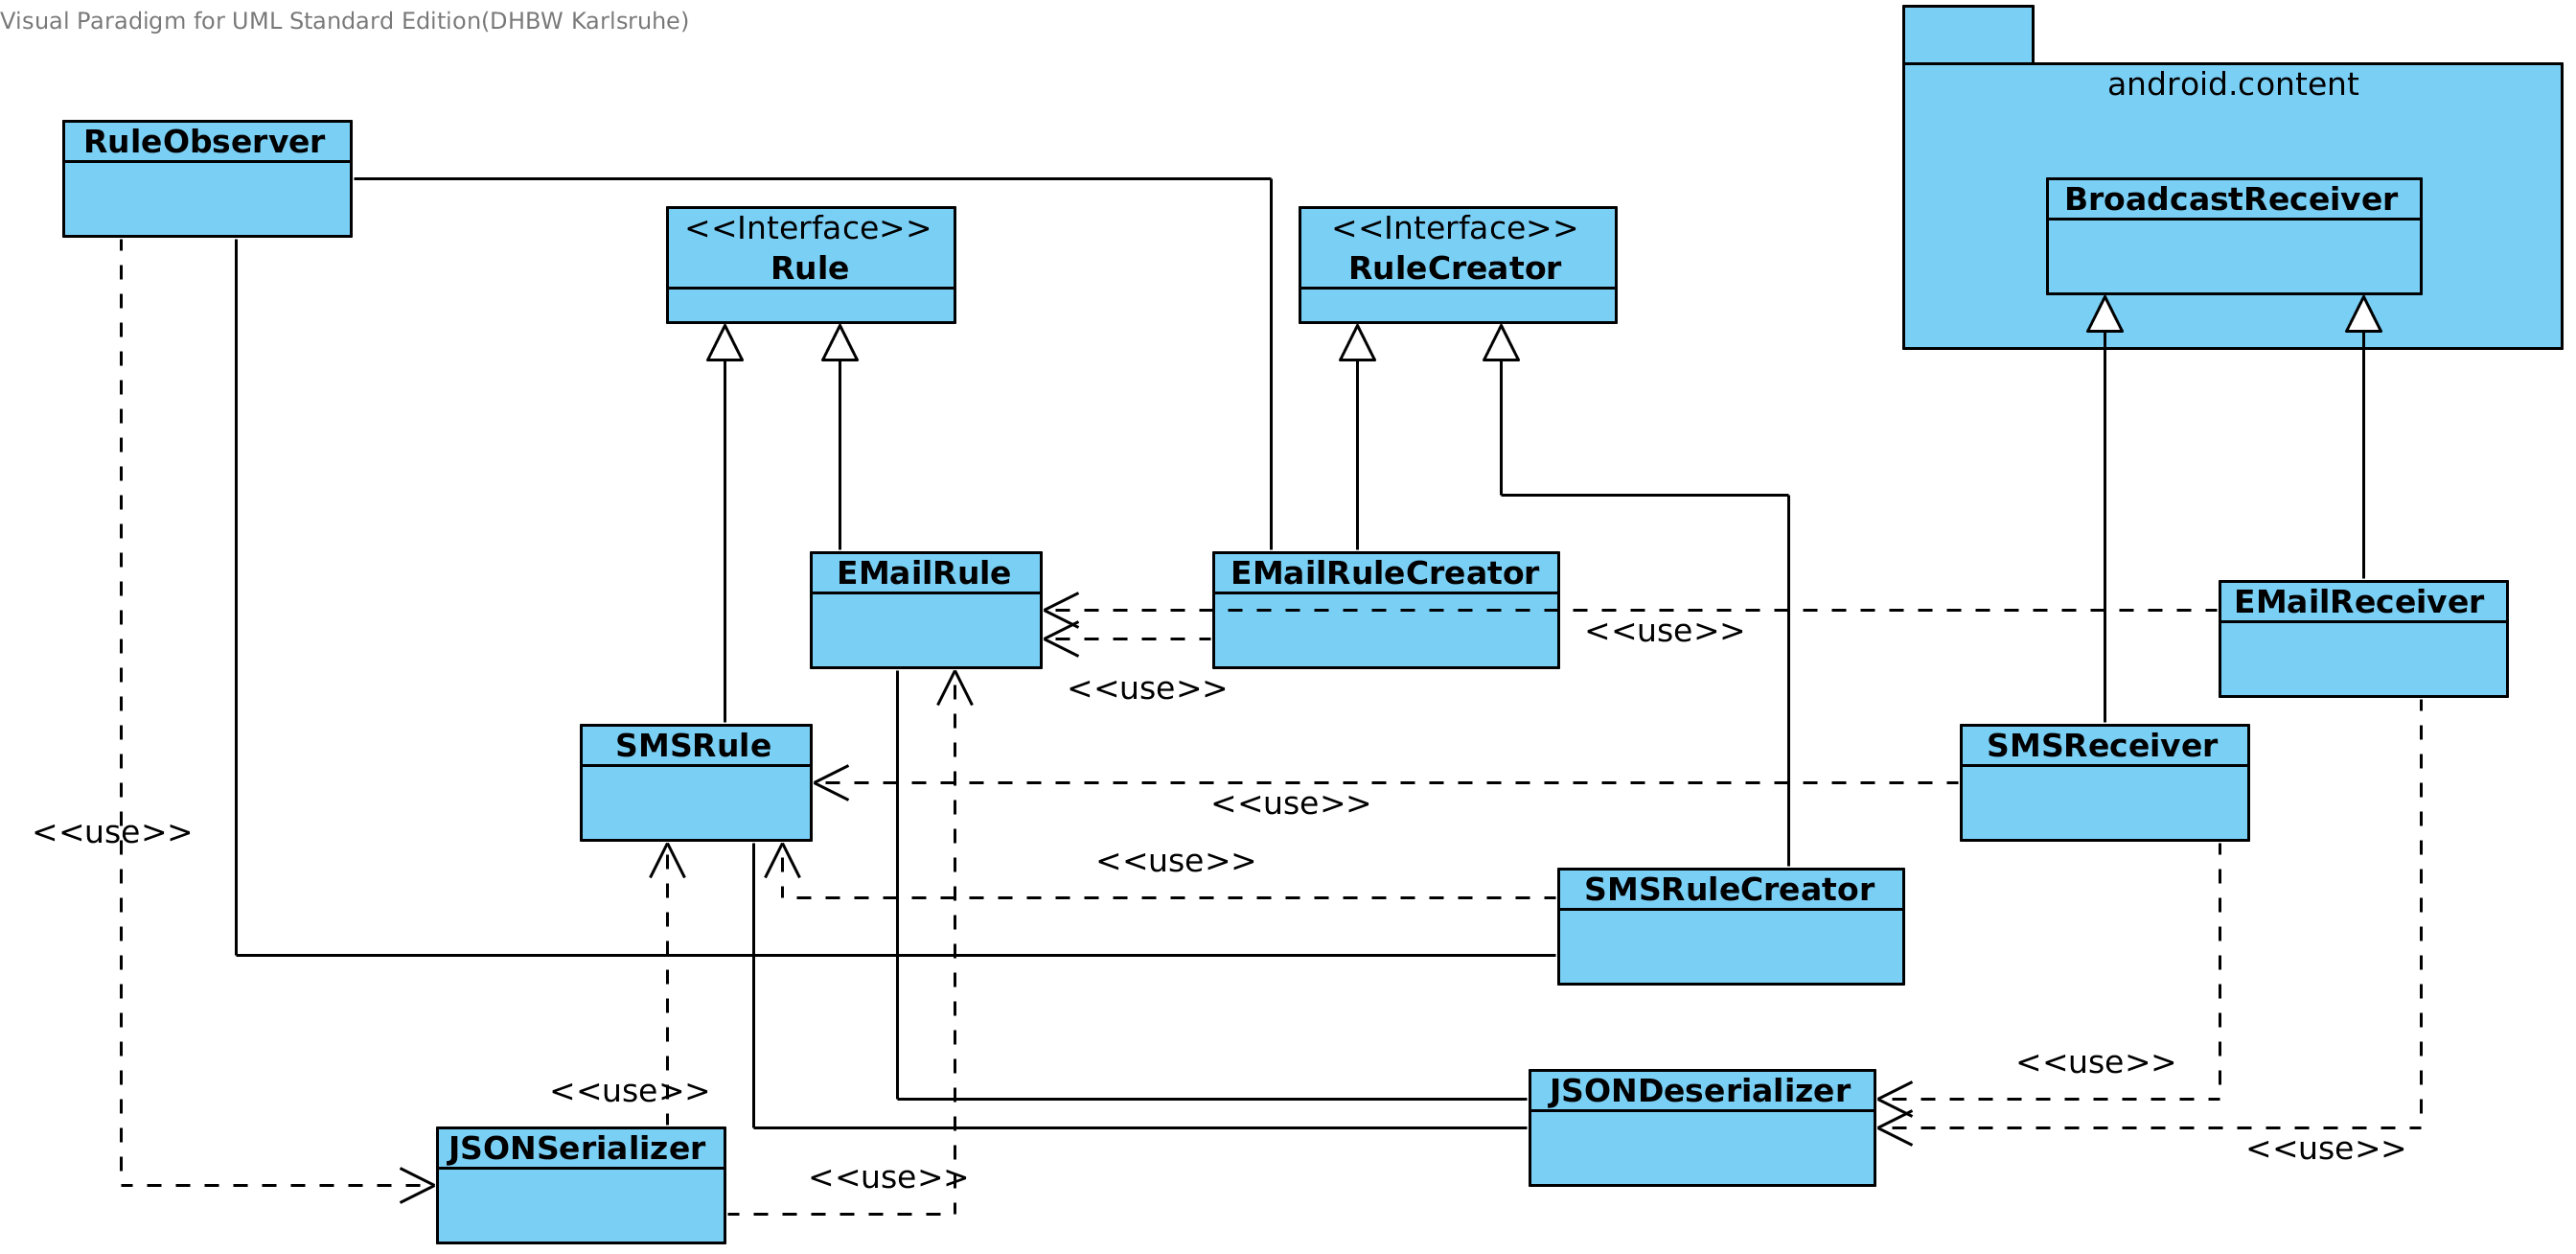 Visual Paradigm for UML Standard Edition(DHBW Karlsruhe)
android.content
RuleObserver
BroadcastReceiver
<<Interface>>
Rule
<<Interface>>
RuleCreator
EMailRule
EMailRuleCreator
EMailReceiver
<<use>>
<<use>>
SMSRule
SMSReceiver
<<use>>
<<use>>
<<use>>
SMSRuleCreator
<<use>>
<<use>>
JSONDeserializer
JSONSerializer
<<use>>
<<use>>